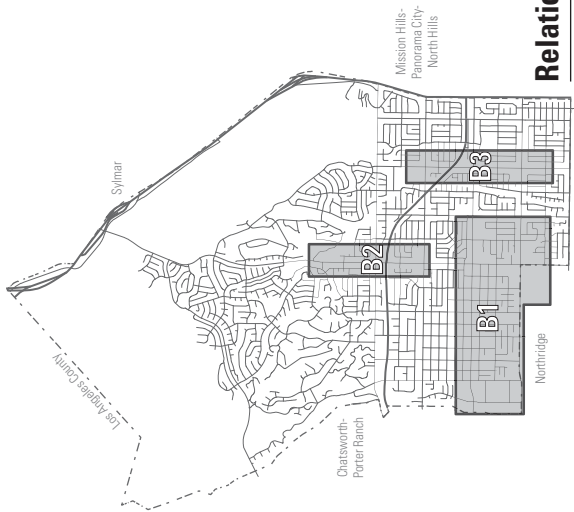 Sylmar
Los Angeles County
Mission Hills-
Panorama City-
North Hills
Chatsworth-
Porter Ranch
Northridge
B1
B2
B3
Relatio